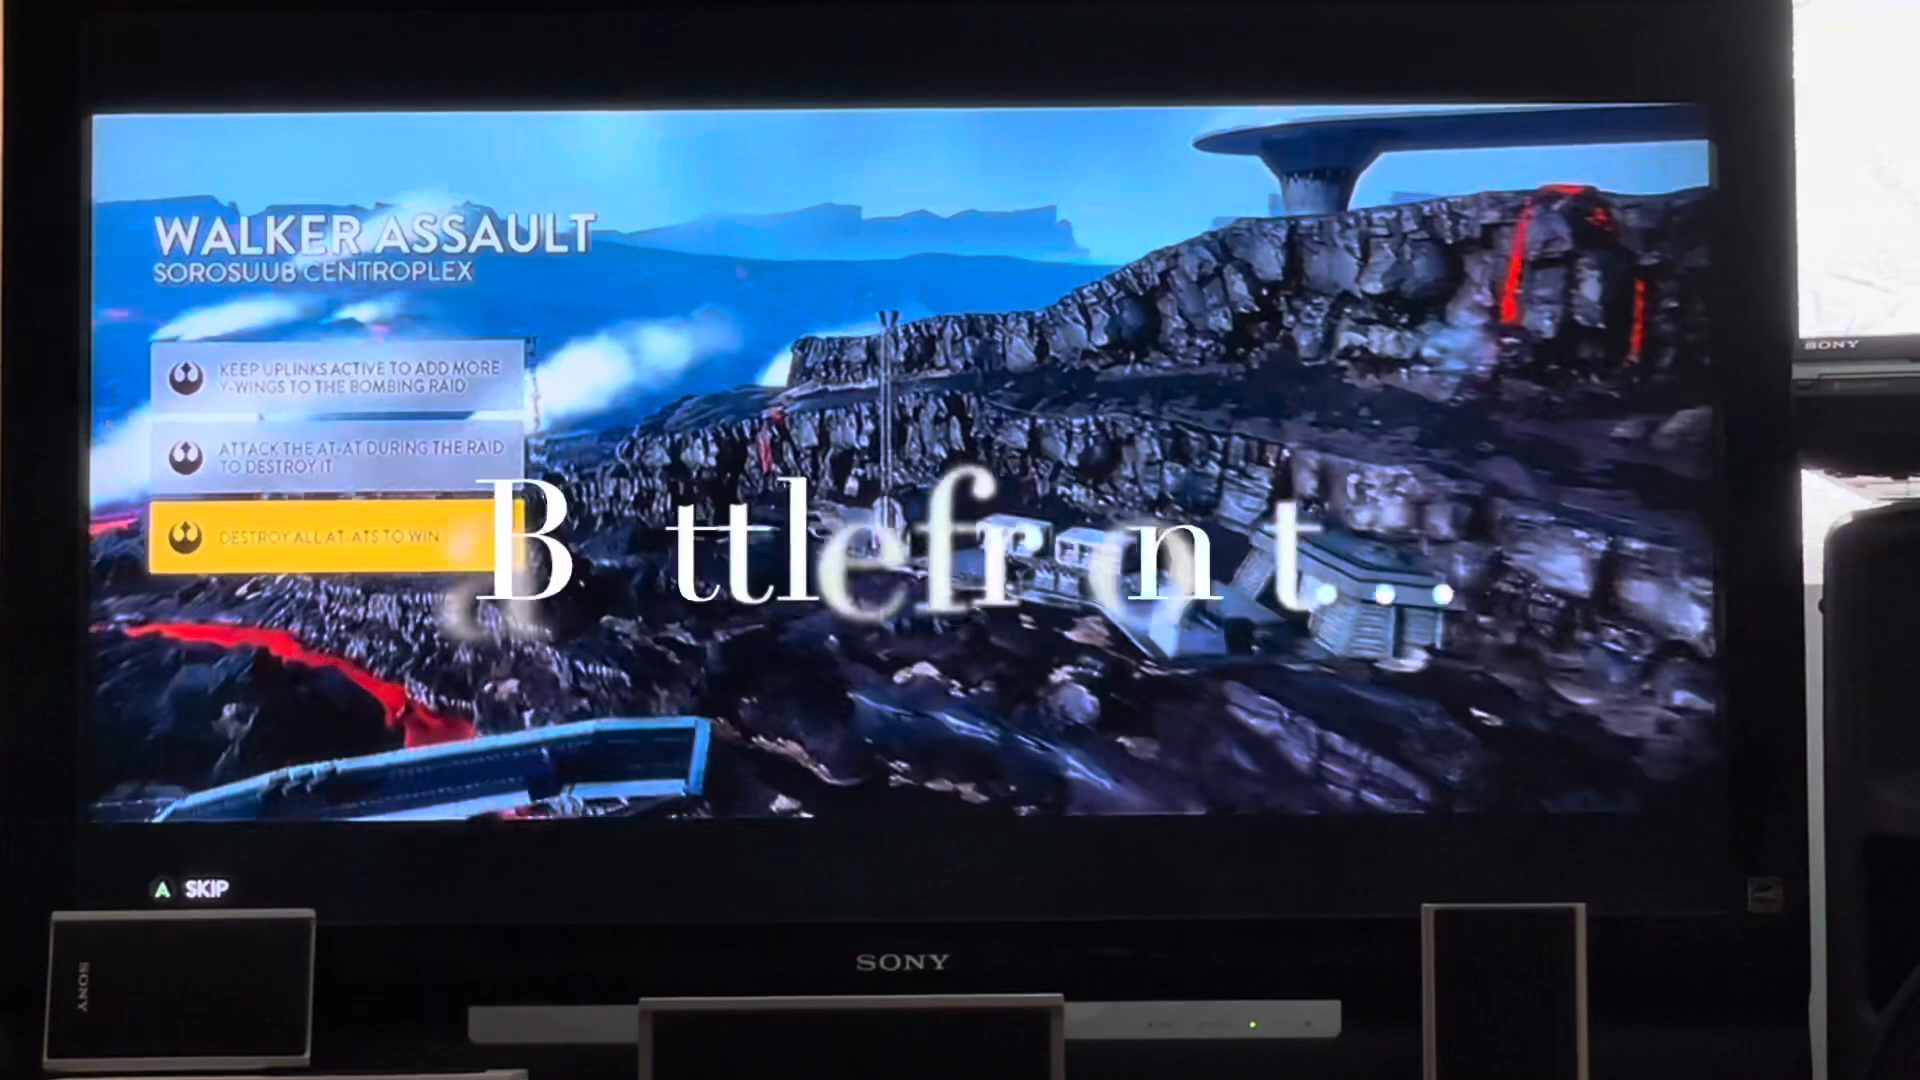 WALKER ASSAULT
SOROSUUB CENTROPLEX
KEEP UPLINKS ACTIVE TO ADD MORE
Y-WINGS TO THE BOMBING RAID
ATTACK THE AT-AT DURING THE RAID
TO DESTROY IT
DESTROY ALL AT-ATS TO WIN
Battlefront...
A SKIP
SONY
SONY
SONY